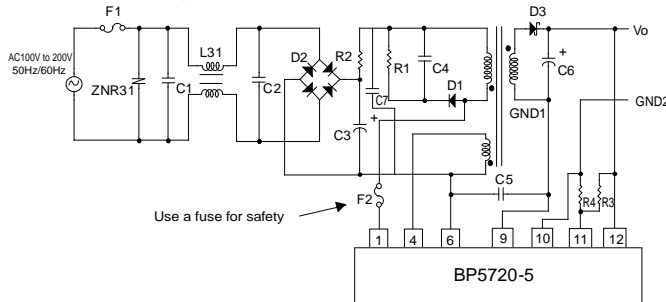 F1
D3
Vo
AC100V to 200V
50Hz/60Hz
L31
D2
R2
R1
C4
C6
+
ZNR31
C1
C2
C7
D1
C3
+
GND1
GND2
F2
C5
R4
R3
Use a fuse for safety
1
4
6
9
10
11
12
BP5720-5